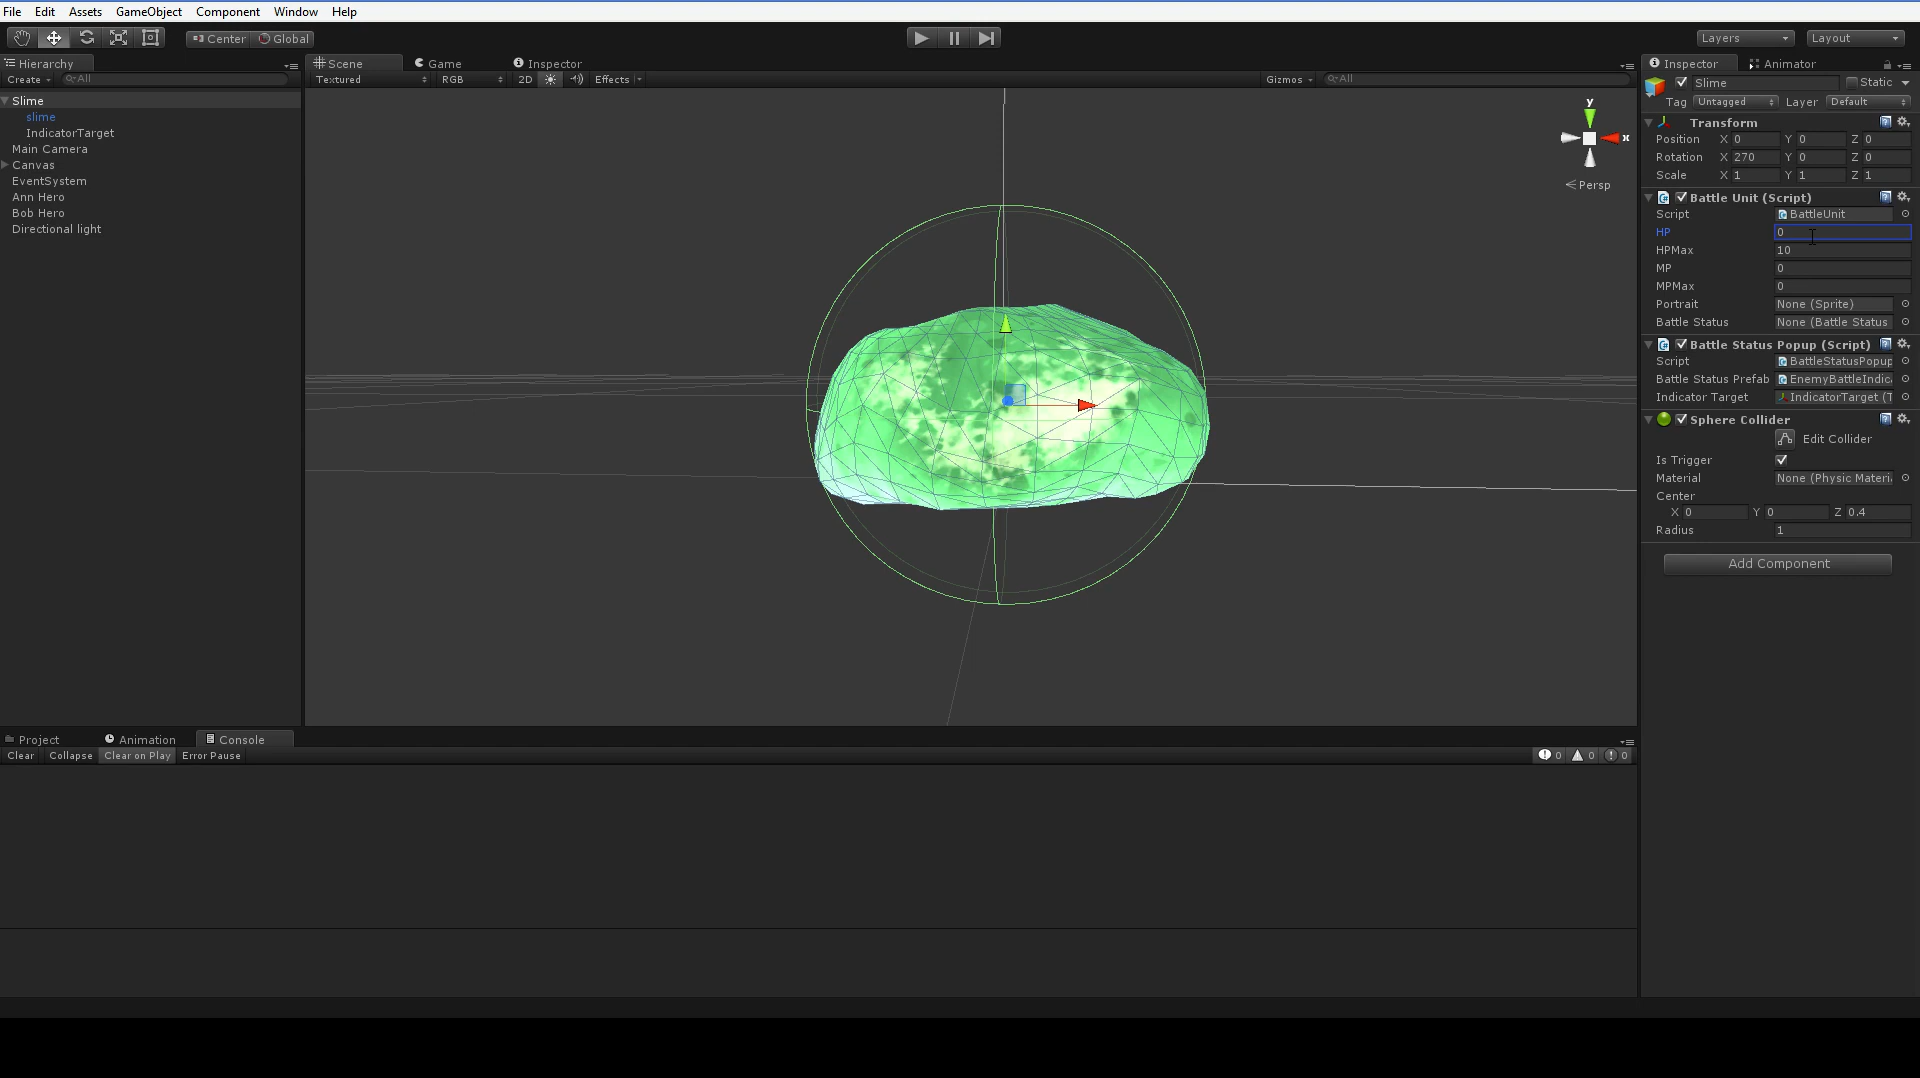 File Edit Assets GameObject Component Window Help
Center Global
Layers Layout
Hierarchy
Create All
Slime
slime
IndicatorTarget
Main Camera
Canvas
EventSystem
Ann Hero
Bob Hero
Directional light
Scene Game Inspector
Textured RGB 2D Effects Gizmos All
y
x
Persp
Project Animation Console
Clear Collapse Clear on Play Error Pause 0 0 0
Inspector Animator
Slime Static
Tag Untagged Layer Default
Transform
Position X 0 Y 0 Z 0
Rotation X 270 Y 0 Z 0
Scale X 1 Y 1 Z 1
Battle Unit (Script)
Script BattleUnit
HP 0
HPMax 10
MP 0
MPMax 0
Portrait None (Sprite)
Battle Status None (Battle Status
Battle Status Popup (Script)
Script BattleStatusPopup
Battle Status Prefab EnemyBattleIndic
Indicator Target IndicatorTarget (T
Sphere Collider
Edit Collider
Is Trigger
Material None (Physic Materi
Center
X 0 Y 0 Z 0.4
Radius 1
Add Component